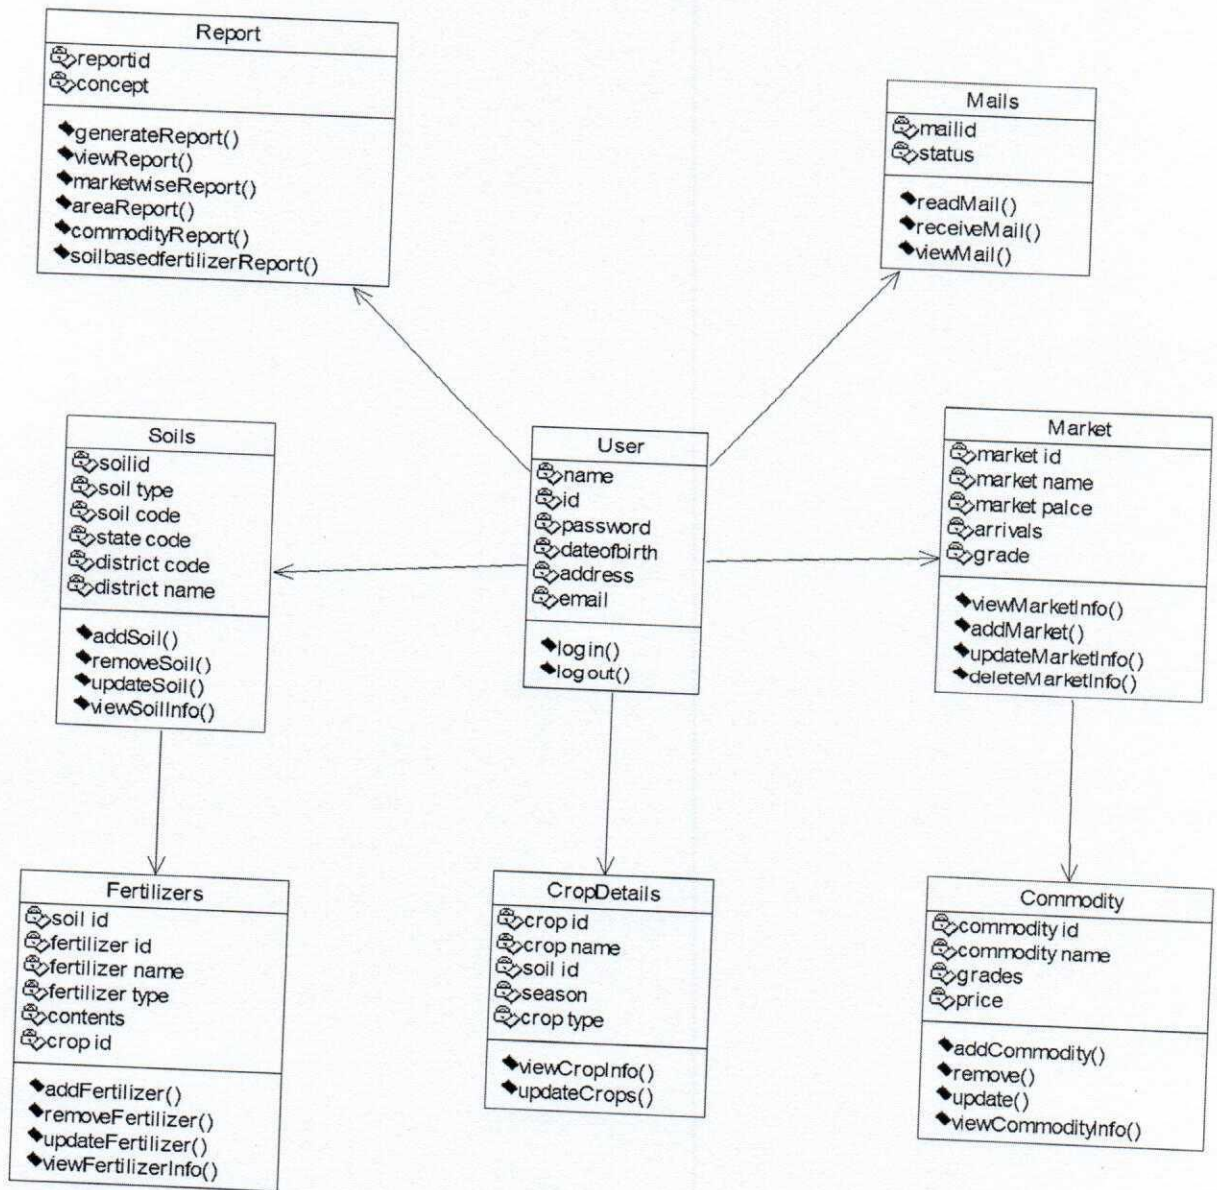 Report
reportid
concept
generateReport()
viewReport()
marketwiseReport()
areaReport()
commodityReport()
soilbasedfertilizerReport()
Mails
mailid
status
readMail()
receiveMail()
viewMail()
Soils
soilid
soil type
soil code
state code
district code
district name
addSoil()
removeSoil()
updateSoil()
viewSoilInfo()
User
name
id
password
dateofbirth
address
email
login()
logout()
Market
market id
market name
market palce
arrivals
grade
viewMarketInfo()
addMarket()
updateMarketInfo()
deleteMarketInfo()
Fertilizers
soil id
fertilizer id
fertilizer name
fertilizer type
contents
crop id
addFertilizer()
removeFertilizer()
updateFertilizer()
viewFertilizerInfo()
CropDetails
crop id
crop name
soil id
season
crop type
viewCropInfo()
updateCrops()
Commodity
commodity id
commodity name
grades
price
addCommodity()
remove()
update()
viewCommodityInfo()